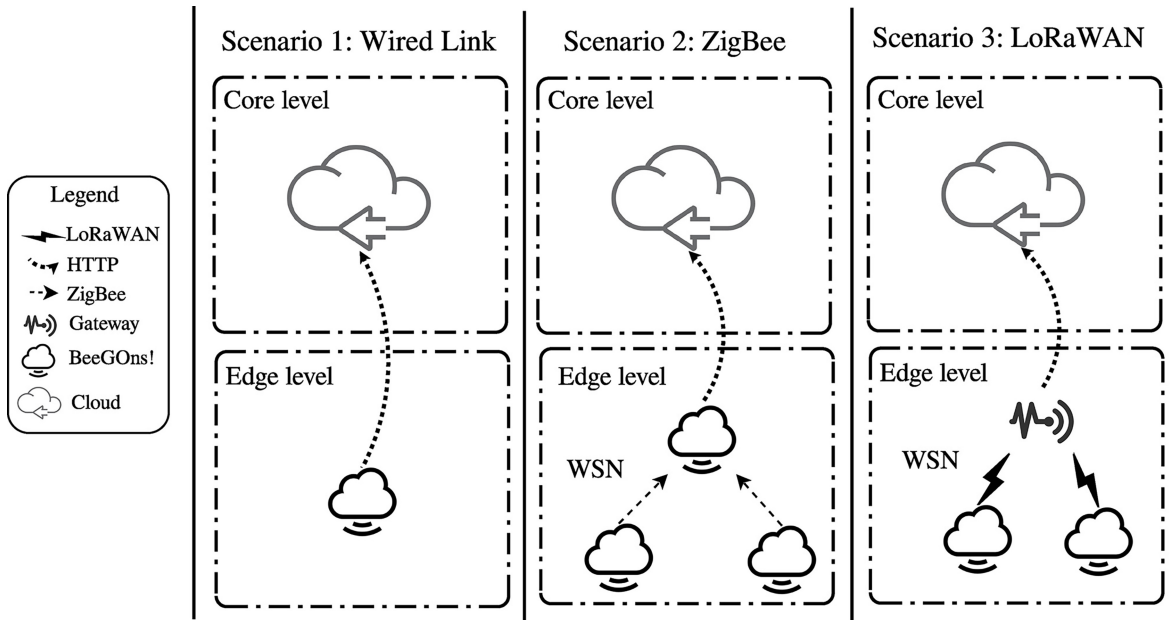 Scenario 1: Wired Link
Scenario 2: ZigBee
Scenario 3: LoRaWAN
Core level
Core level
Core level
Legend
LoRaWAN
HTTP
ZigBee
Gateway
BeeGOns!
Cloud
Edge level
Edge level
Edge level
WSN
WSN